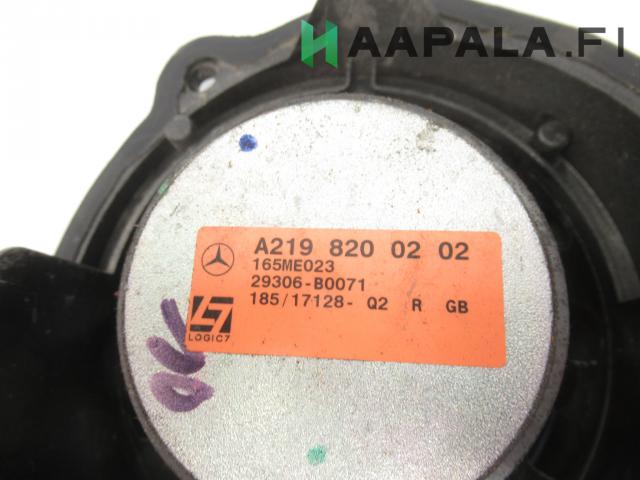 HAAPALA.FI
A219 820 02 02
165ME023
29306-B0071
185/17128- Q2 R GB
LOGIC7